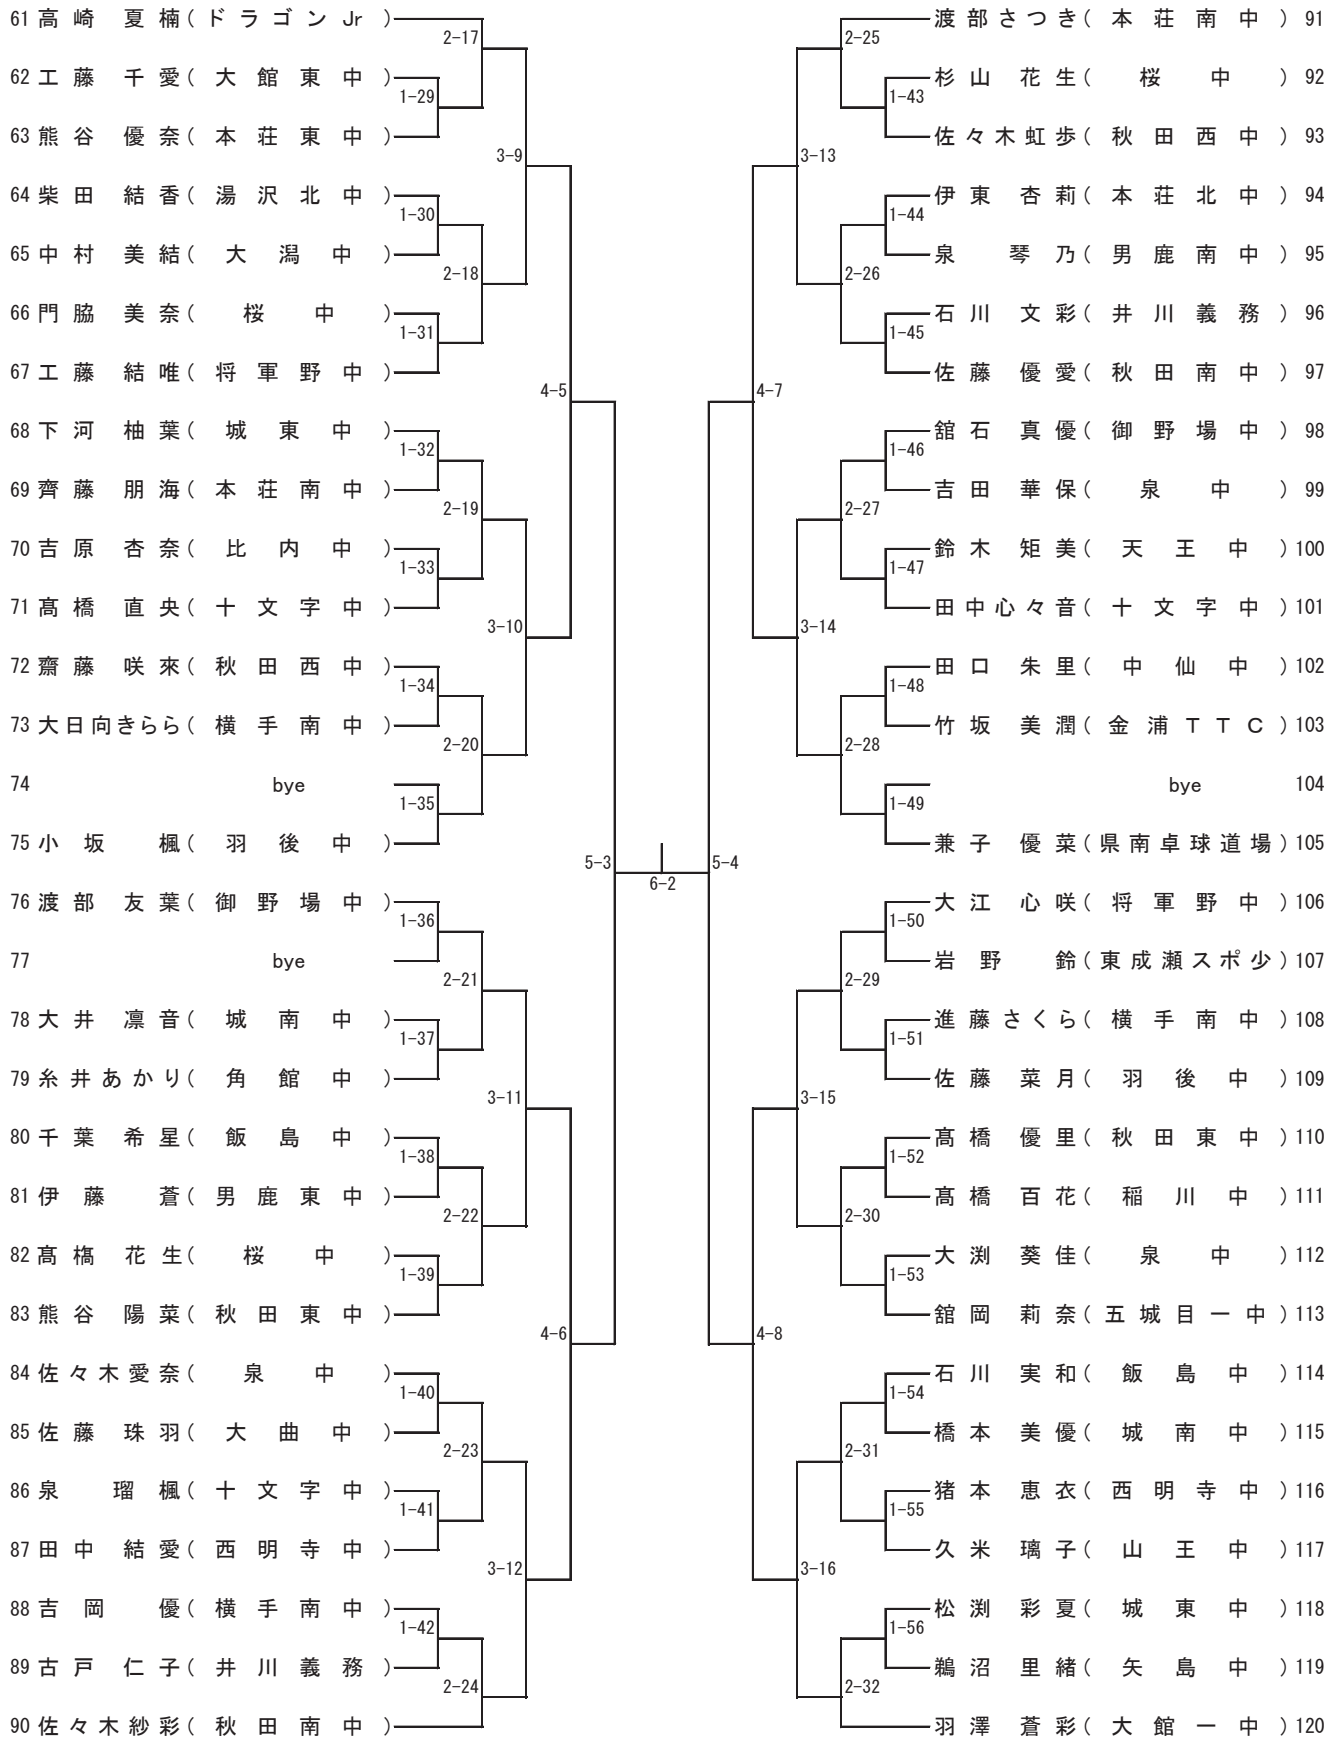 61 高崎 夏楠 (ドラゴンJr)
2-17
62 工藤 千愛 (大館東中)
1-29
63 熊谷 優奈 (本荘東中)
3-9
64 柴田 結香 (湯沢北中)
1-30
65 中村 美結 (大潟中)
2-18
66 門脇 美奈 (桜中)
1-31
67 工藤 結唯 (将軍野中)
4-5
68 下河 柚葉 (城東中)
1-32
69 齊藤 朋海 (本荘南中)
2-19
70 吉原 杏奈 (比内中)
1-33
71 髙橋 直央 (十文字中)
3-10
72 齋藤 咲來 (秋田西中)
1-34
73 大日向きらら (横手南中)
2-20
74 bye
1-35
75 小坂 楓 (羽後中)
5-3
76 渡部 友葉 (御野場中)
1-36
77 bye
2-21
78 大井 凛音 (城南中)
1-37
79 糸井あかり (角館中)
3-11
80 千葉 希星 (飯島中)
1-38
81 伊藤 蒼 (男鹿東中)
2-22
82 髙槗 花生 (桜中)
1-39
83 熊谷 陽菜 (秋田東中)
4-6
84 佐々木愛奈 (泉中)
1-40
85 佐藤 珠羽 (大曲中)
2-23
86 泉 瑠楓 (十文字中)
1-41
87 田中 結愛 (西明寺中)
3-12
88 吉岡 優 (横手南中)
1-42
89 古戸 仁子 (井川義務)
2-24
90 佐々木紗彩 (秋田南中)
6-2
渡部さつき (本荘南中) 91
2-25
杉山 花生 (桜中) 92
1-43
佐々木虹歩 (秋田西中) 93
3-13
伊東 杏莉 (本荘北中) 94
1-44
泉 琴乃 (男鹿南中) 95
2-26
石川 文彩 (井川義務) 96
1-45
佐藤 優愛 (秋田南中) 97
4-7
舘石 真優 (御野場中) 98
1-46
吉田 華保 (泉中) 99
2-27
鈴木 矩美 (天王中) 100
1-47
田中心々音 (十文字中) 101
3-14
田口 朱里 (中仙中) 102
1-48
竹坂 美潤 (金浦TTC) 103
2-28
bye 104
1-49
兼子 優菜 (県南卓球道場) 105
5-4
大江 心咲 (将軍野中) 106
1-50
岩野 鈴 (東成瀬スポ少) 107
2-29
進藤さくら (横手南中) 108
1-51
佐藤 菜月 (羽後中) 109
3-15
髙橋 優里 (秋田東中) 110
1-52
髙橋 百花 (稲川中) 111
2-30
大渕 葵佳 (泉中) 112
1-53
舘岡 莉奈 (五城目一中) 113
4-8
石川 実和 (飯島中) 114
1-54
橋本 美優 (城南中) 115
2-31
猪本 恵衣 (西明寺中) 116
1-55
久米 璃子 (山王中) 117
3-16
松渕 彩夏 (城東中) 118
1-56
鵜沼 里緒 (矢島中) 119
2-32
羽澤 蒼彩 (大館一中) 120